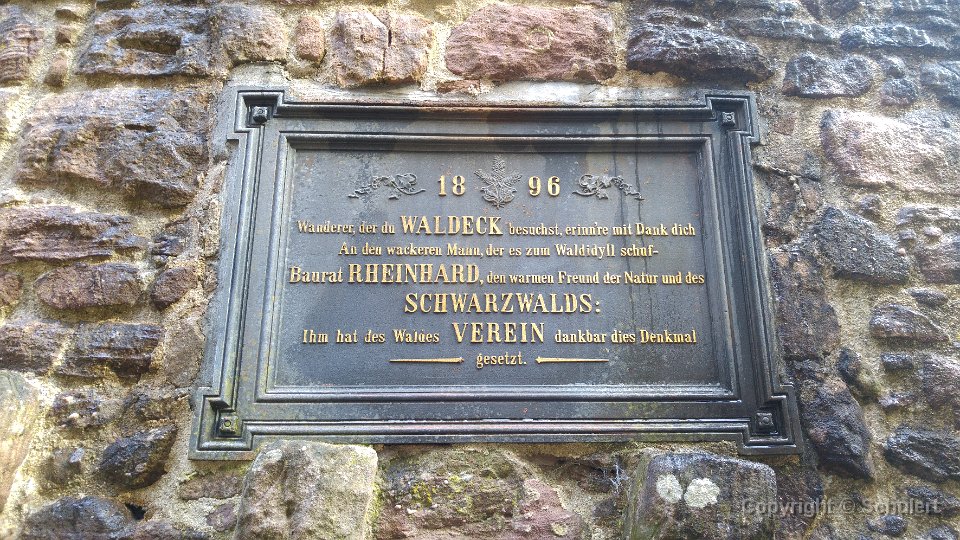 18 96
Wanderer, der du WALDECK besuchst, erinn're mit Dank dich
An den wackeren Mann, der es zum Waldidyll schuf-
Baurat RHEINHARD, den warmen Freund der Natur und des
SCHWARZWALDS:
Ihm hat des Waldes VEREIN dankbar dies Denkmal
gesetzt.
Copyright © Schlert